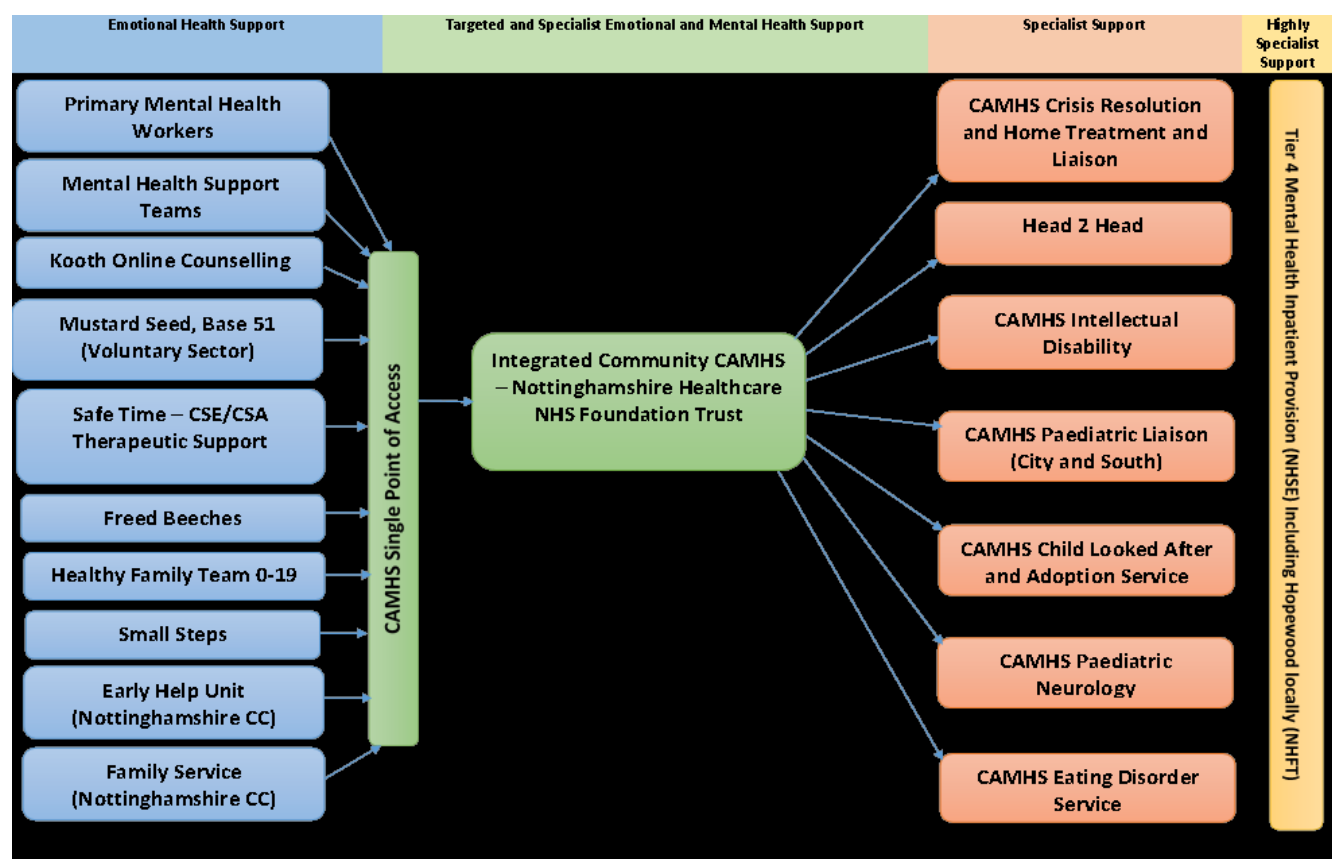 Emotional Health Support
Targeted and Specialist Emotional and Mental Health Support
Specialist Support
Highly
Specialist
Support
Primary Mental Health
Workers
Mental Health Support
Teams
Kooth Online Counselling
Mustard Seed, Base 51
(Voluntary Sector)
Safe Time – CSE/CSA
Therapeutic Support
Freed Beeches
Healthy Family Team 0-19
Small Steps
Early Help Unit
(Nottinghamshire CC)
Family Service
(Nottinghamshire CC)
CAMHS Single Point of Access
Integrated Community CAMHS
– Nottinghamshire Healthcare
NHS Foundation Trust
CAMHS Crisis Resolution
and Home Treatment and
Liaison
Head 2 Head
CAMHS Intellectual
Disability
CAMHS Paediatric Liaison
(City and South)
CAMHS Child Looked After
and Adoption Service
CAMHS Paediatric
Neurology
CAMHS Eating Disorder
Service
Tier 4 Mental Health Inpatient Provision (NHSE) Including Hopewood locally (NHFT)